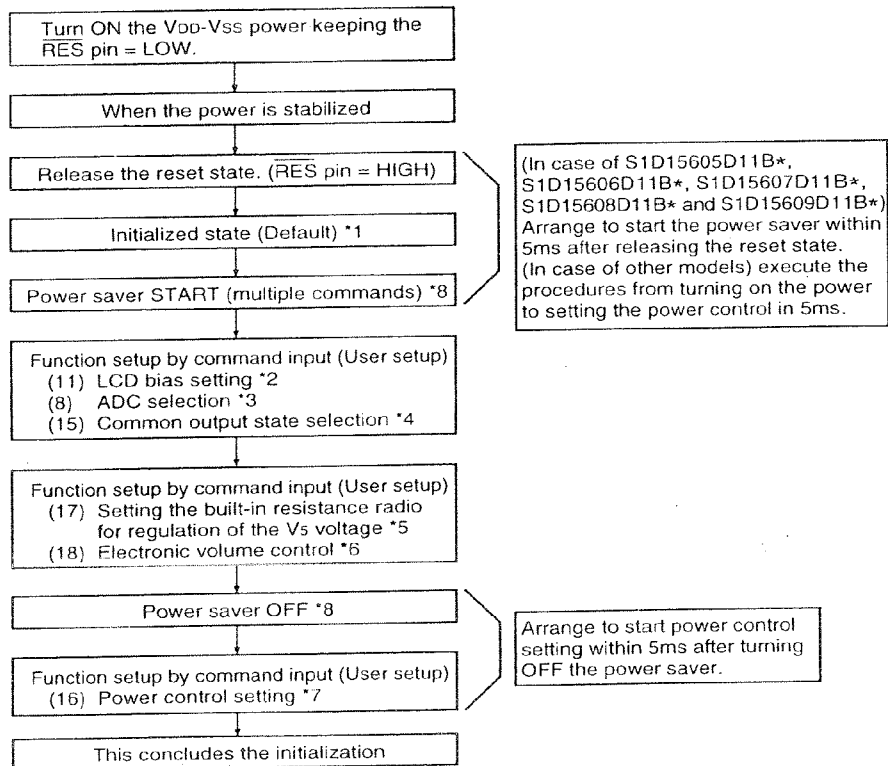 Turn ON the VDD-VSS power keeping the
RES pin = LOW.
When the power is stabilized
Release the reset state. (RES pin = HIGH)
Initialized state (Default) *1
Power saver START (multiple commands) *8
(In case of S1D15605D11B*,
S1D15606D11B*, S1D15607D11B*,
S1D15608D11B* and S1D15609D11B*)
Arrange to start the power saver within
5ms after releasing the reset state.
(In case of other models) execute the
procedures from turning on the power
to setting the power control in 5ms.
Function setup by command input (User setup)
(11) LCD bias setting *2
(8) ADC selection *3
(15) Common output state selection *4
Function setup by command input (User setup)
(17) Setting the built-in resistance radio
for regulation of the V5 voltage *5
(18) Electronic volume control *6
Power saver OFF *8
Function setup by command input (User setup)
(16) Power control setting *7
Arrange to start power control
setting within 5ms after turning
OFF the power saver.
This concludes the initialization